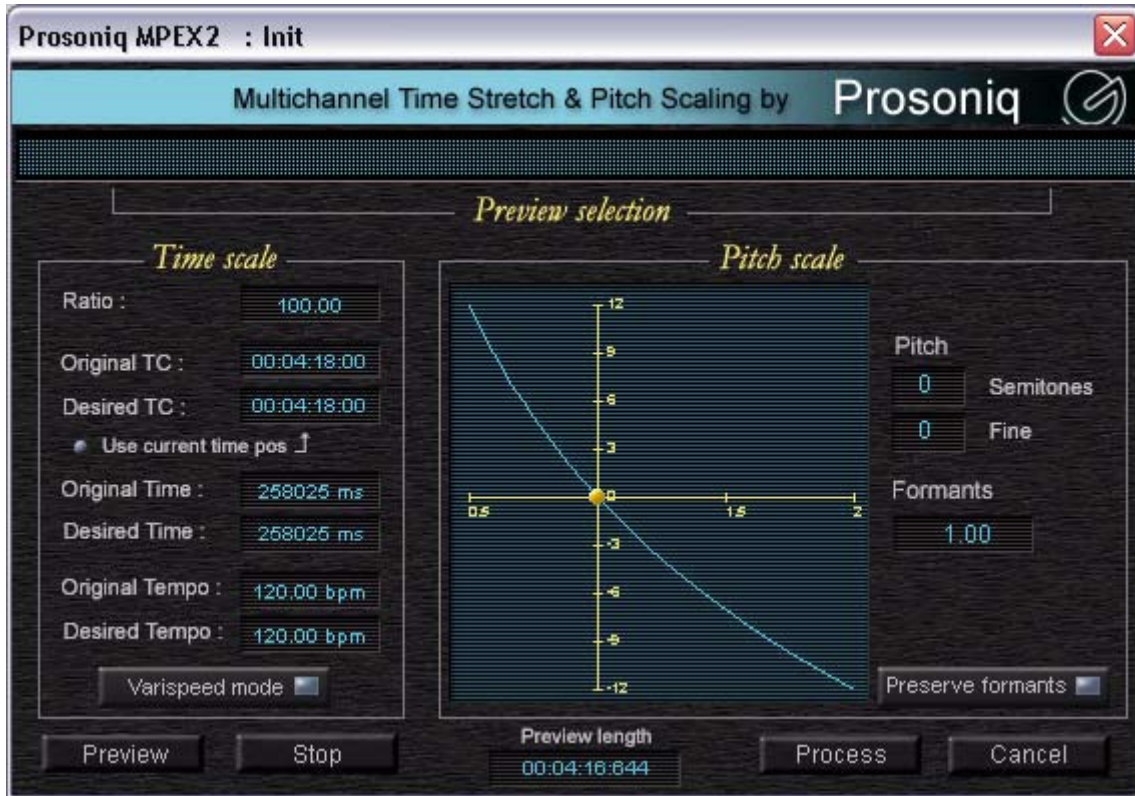 Prosoniq MPEX2 : Init
Multichannel Time Stretch & Pitch Scaling by Prosoniq
Preview selection
Time scale
Ratio : 100.00
Original TC : 00:04:18:00
Desired TC : 00:04:18:00
Use current time pos
Original Time : 258025 ms
Desired Time : 258025 ms
Original Tempo : 120.00 bpm
Desired Tempo : 120.00 bpm
Varispeed mode
Pitch scale
12
9
6
3
0
0.5
1.5
2
-3
-6
-9
-12
Pitch
0 Semitones
0 Fine
Formants
1.00
Preserve formants
Preview
Stop
Preview length
00:04:16:644
Process
Cancel